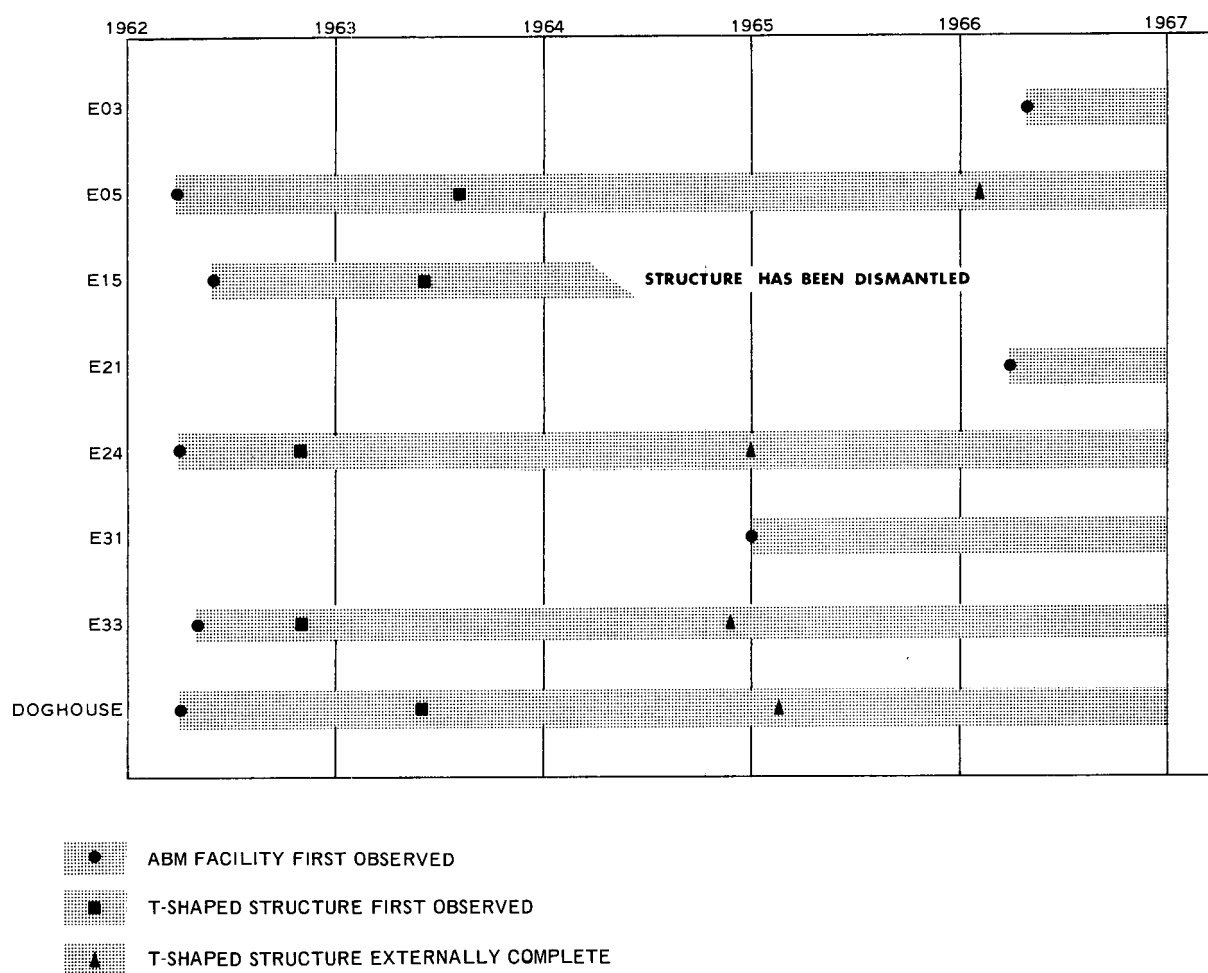 1962 1963 1964 1965 1966 1967
E03
E05
E15 STRUCTURE HAS BEEN DISMANTLED
E21
E24
E31
E33
DOGHOUSE
ABM FACILITY FIRST OBSERVED
T-SHAPED STRUCTURE FIRST OBSERVED
T-SHAPED STRUCTURE EXTERNALLY COMPLETE